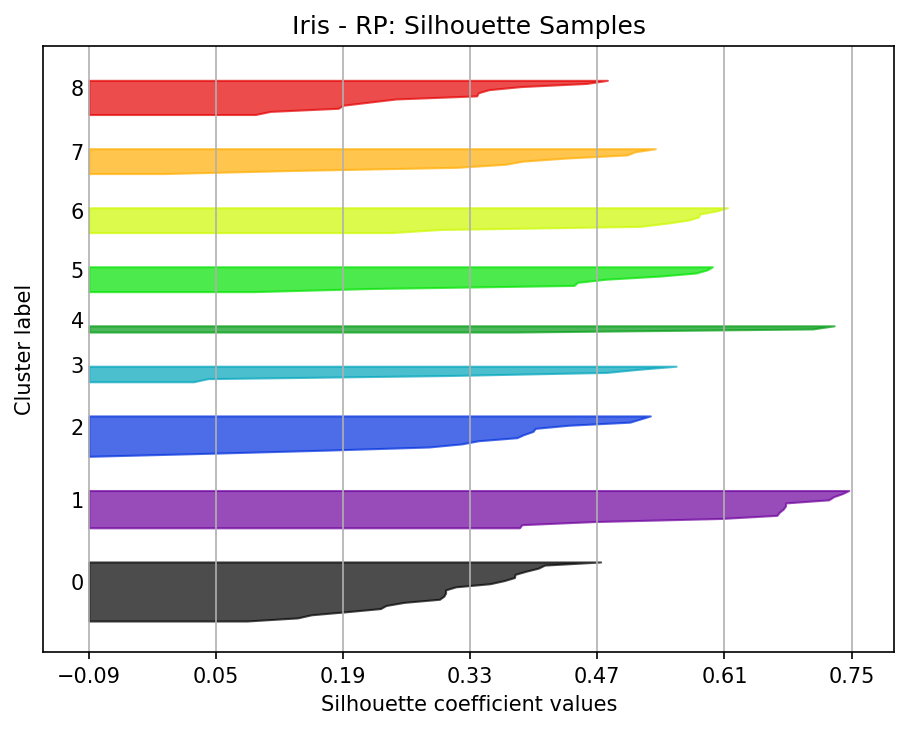 Iris - RP: Silhouette Samples
8
7
6
5
4
3
2
1
0
Cluster label
−0.09 0.05 0.19 0.33 0.47 0.61 0.75
Silhouette coefficient values